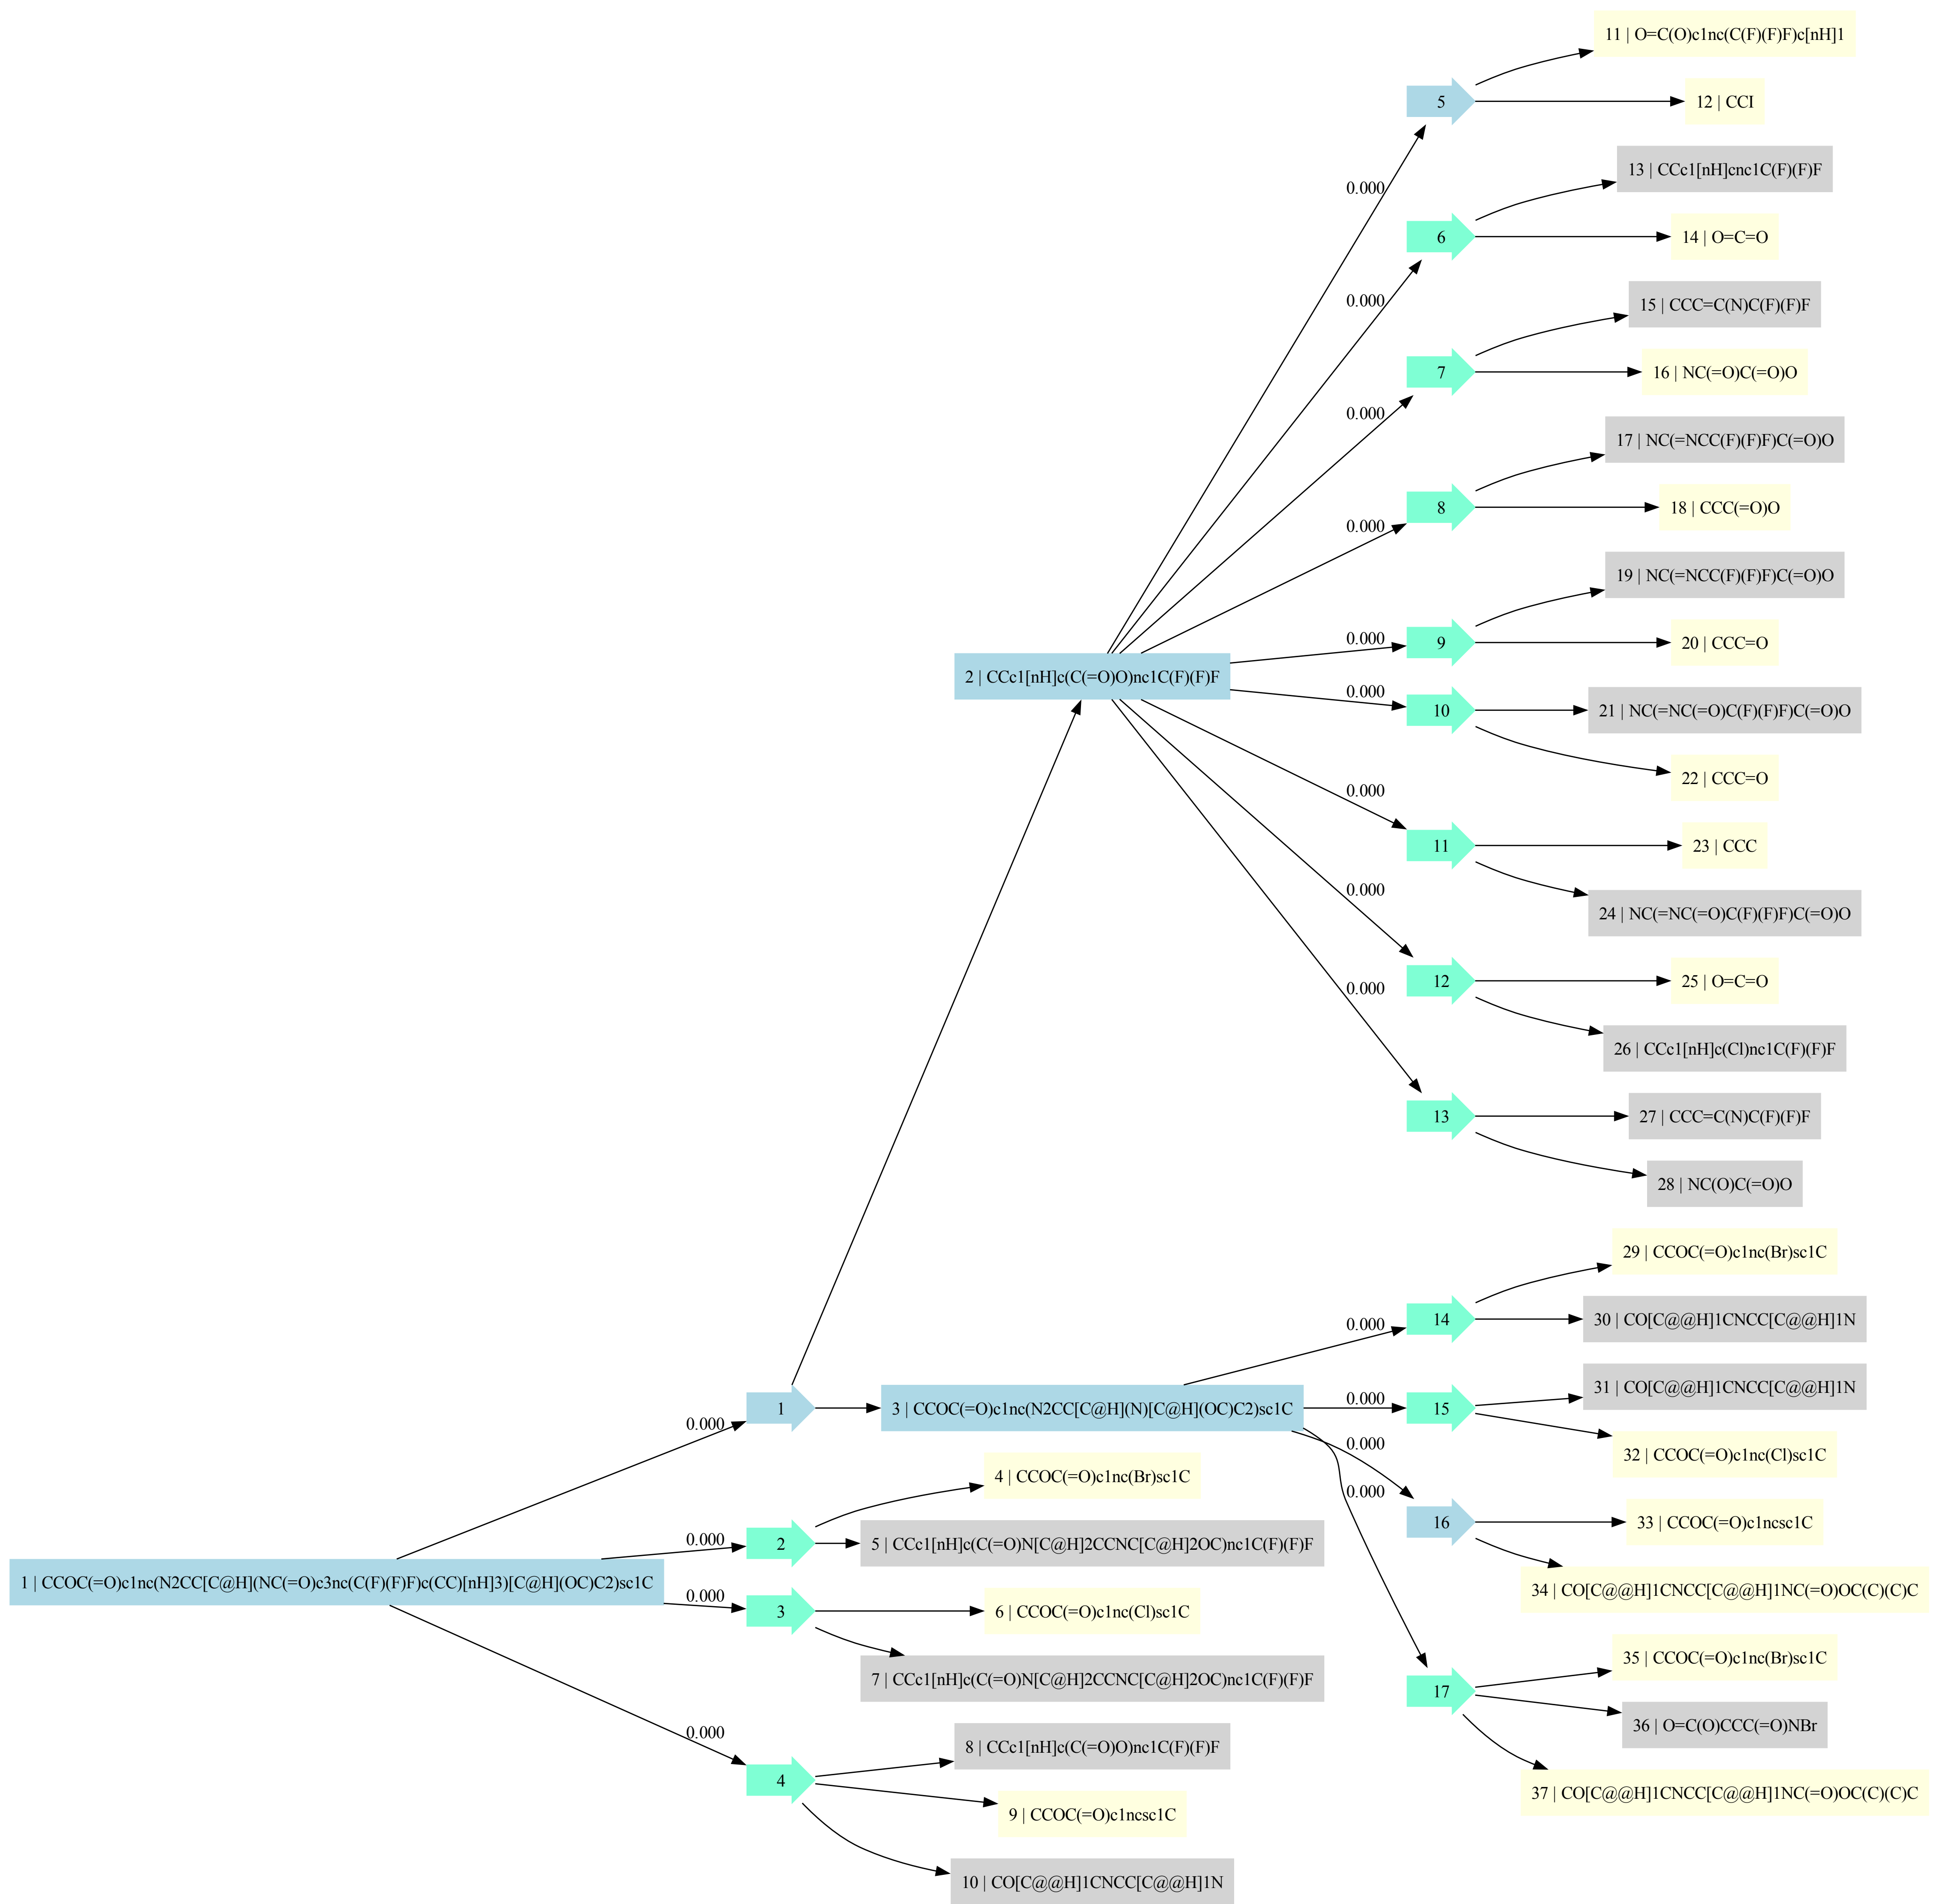 11 | O=C(O)c1nc(C(F)(F)F)c[nH]1
5
12 | CCI
0.000
13 | CCc1[nH]cnc1C(F)(F)F
6
14 | O=C=O
0.000
15 | CCC=C(N)C(F)(F)F
7
16 | NC(=O)C(=O)O
0.000
17 | NC(=NCC(F)(F)F)C(=O)O
8
18 | CCC(=O)O
0.000
19 | NC(=NCC(F)(F)F)C(=O)O
9
20 | CCC=O
0.000
2 | CCc1[nH]c(C(=O)O)nc1C(F)(F)F
0.000
10
21 | NC(=NC(=O)C(F)(F)F)C(=O)O
22 | CCC=O
0.000
11
23 | CCC
24 | NC(=NC(=O)C(F)(F)F)C(=O)O
0.000
12
25 | O=C=O
26 | CCc1[nH]c(Cl)nc1C(F)(F)F
0.000
13
27 | CCC=C(N)C(F)(F)F
28 | NC(O)C(=O)O
29 | CCOC(=O)c1nc(Br)sc1C
0.000
14
30 | CO[C@@H]1CNCC[C@@H]1N
31 | CO[C@@H]1CNCC[C@@H]1N
0.000
1
3 | CCOC(=O)c1nc(N2CC[C@H](N)[C@H](OC)C2)sc1C
0.000
15
32 | CCOC(=O)c1nc(Cl)sc1C
0.000
4 | CCOC(=O)c1nc(Br)sc1C
0.000
16
33 | CCOC(=O)c1ncsc1C
0.000
2
5 | CCc1[nH]c(C(=O)N[C@H]2CCNC[C@H]2OC)nc1C(F)(F)F
34 | CO[C@@H]1CNCC[C@@H]1NC(=O)OC(C)(C)C
1 | CCOC(=O)c1nc(N2CC[C@H](NC(=O)c3nc(C(F)(F)F)c(CC)[nH]3)[C@H](OC)C2)sc1C
0.000
3
6 | CCOC(=O)c1nc(Cl)sc1C
7 | CCc1[nH]c(C(=O)N[C@H]2CCNC[C@H]2OC)nc1C(F)(F)F
35 | CCOC(=O)c1nc(Br)sc1C
17
36 | O=C(O)CCC(=O)NBr
0.000
8 | CCc1[nH]c(C(=O)O)nc1C(F)(F)F
4
37 | CO[C@@H]1CNCC[C@@H]1NC(=O)OC(C)(C)C
9 | CCOC(=O)c1ncsc1C
10 | CO[C@@H]1CNCC[C@@H]1N